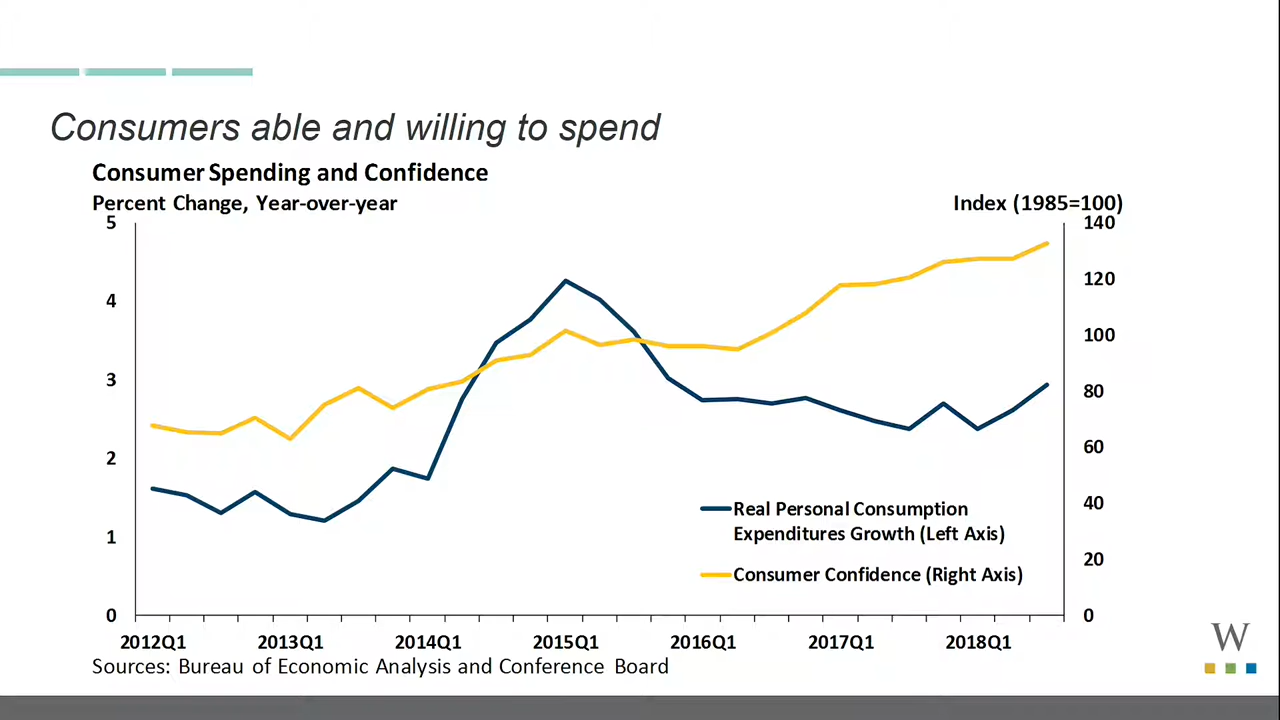 Consumers able and willing to spend
Consumer Spending and Confidence
Percent Change, Year-over-year
Index (1985=100)
5
4
3
2
1
0
140
120
100
80
60
40
20
0
Real Personal Consumption
Expenditures Growth (Left Axis)
Consumer Confidence (Right Axis)
2012Q1 2013Q1 2014Q1 2015Q1 2016Q1 2017Q1 2018Q1
Sources: Bureau of Economic Analysis and Conference Board
W